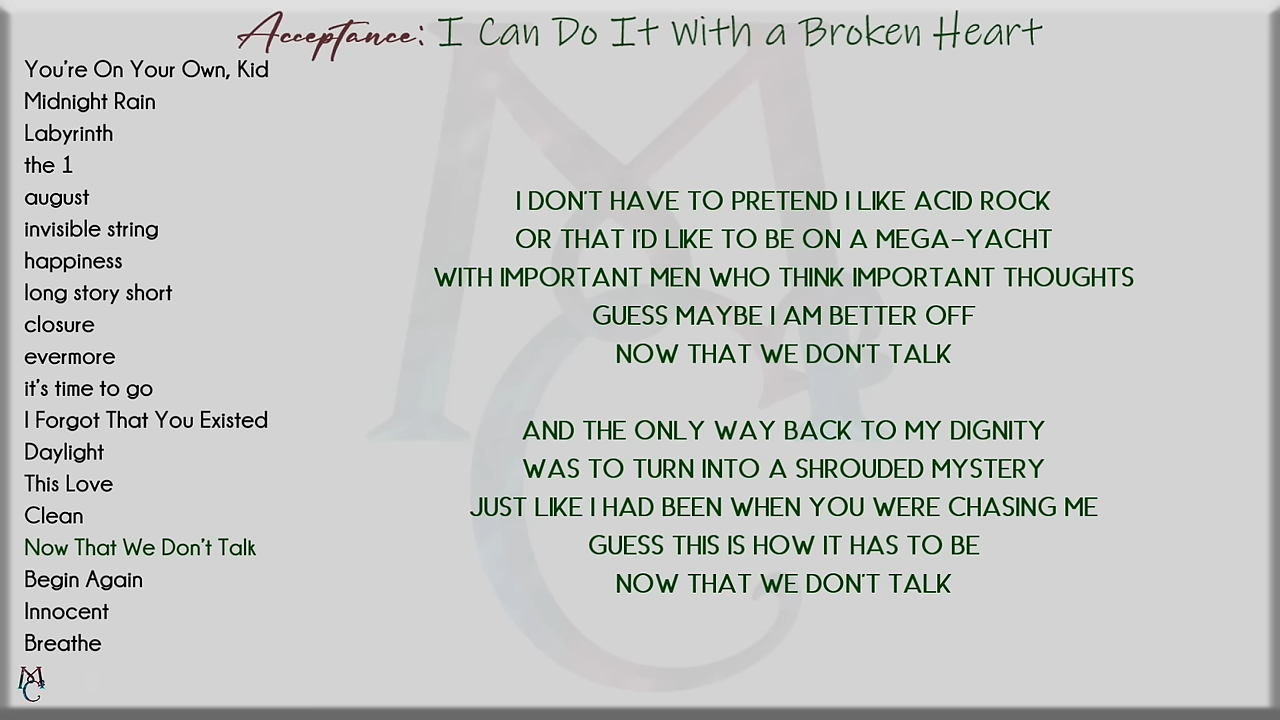 Acceptance: I Can Do It With a Broken Heart
You're On Your Own, Kid
Midnight Rain
Labyrinth
the 1
august
invisible string
happiness
long story short
closure
evermore
it's time to go
I Forgot That You Existed
Daylight
This Love
Clean
Now That We Don't Talk
Begin Again
Innocent
Breathe
I DON'T HAVE TO PRETEND I LIKE ACID ROCK
OR THAT I'D LIKE TO BE ON A MEGA-YACHT
WITH IMPORTANT MEN WHO THINK IMPORTANT THOUGHTS
GUESS MAYBE I AM BETTER OFF
NOW THAT WE DON'T TALK
AND THE ONLY WAY BACK TO MY DIGNITY
WAS TO TURN INTO A SHROUDED MYSTERY
JUST LIKE I HAD BEEN WHEN YOU WERE CHASING ME
GUESS THIS IS HOW IT HAS TO BE
NOW THAT WE DON'T TALK